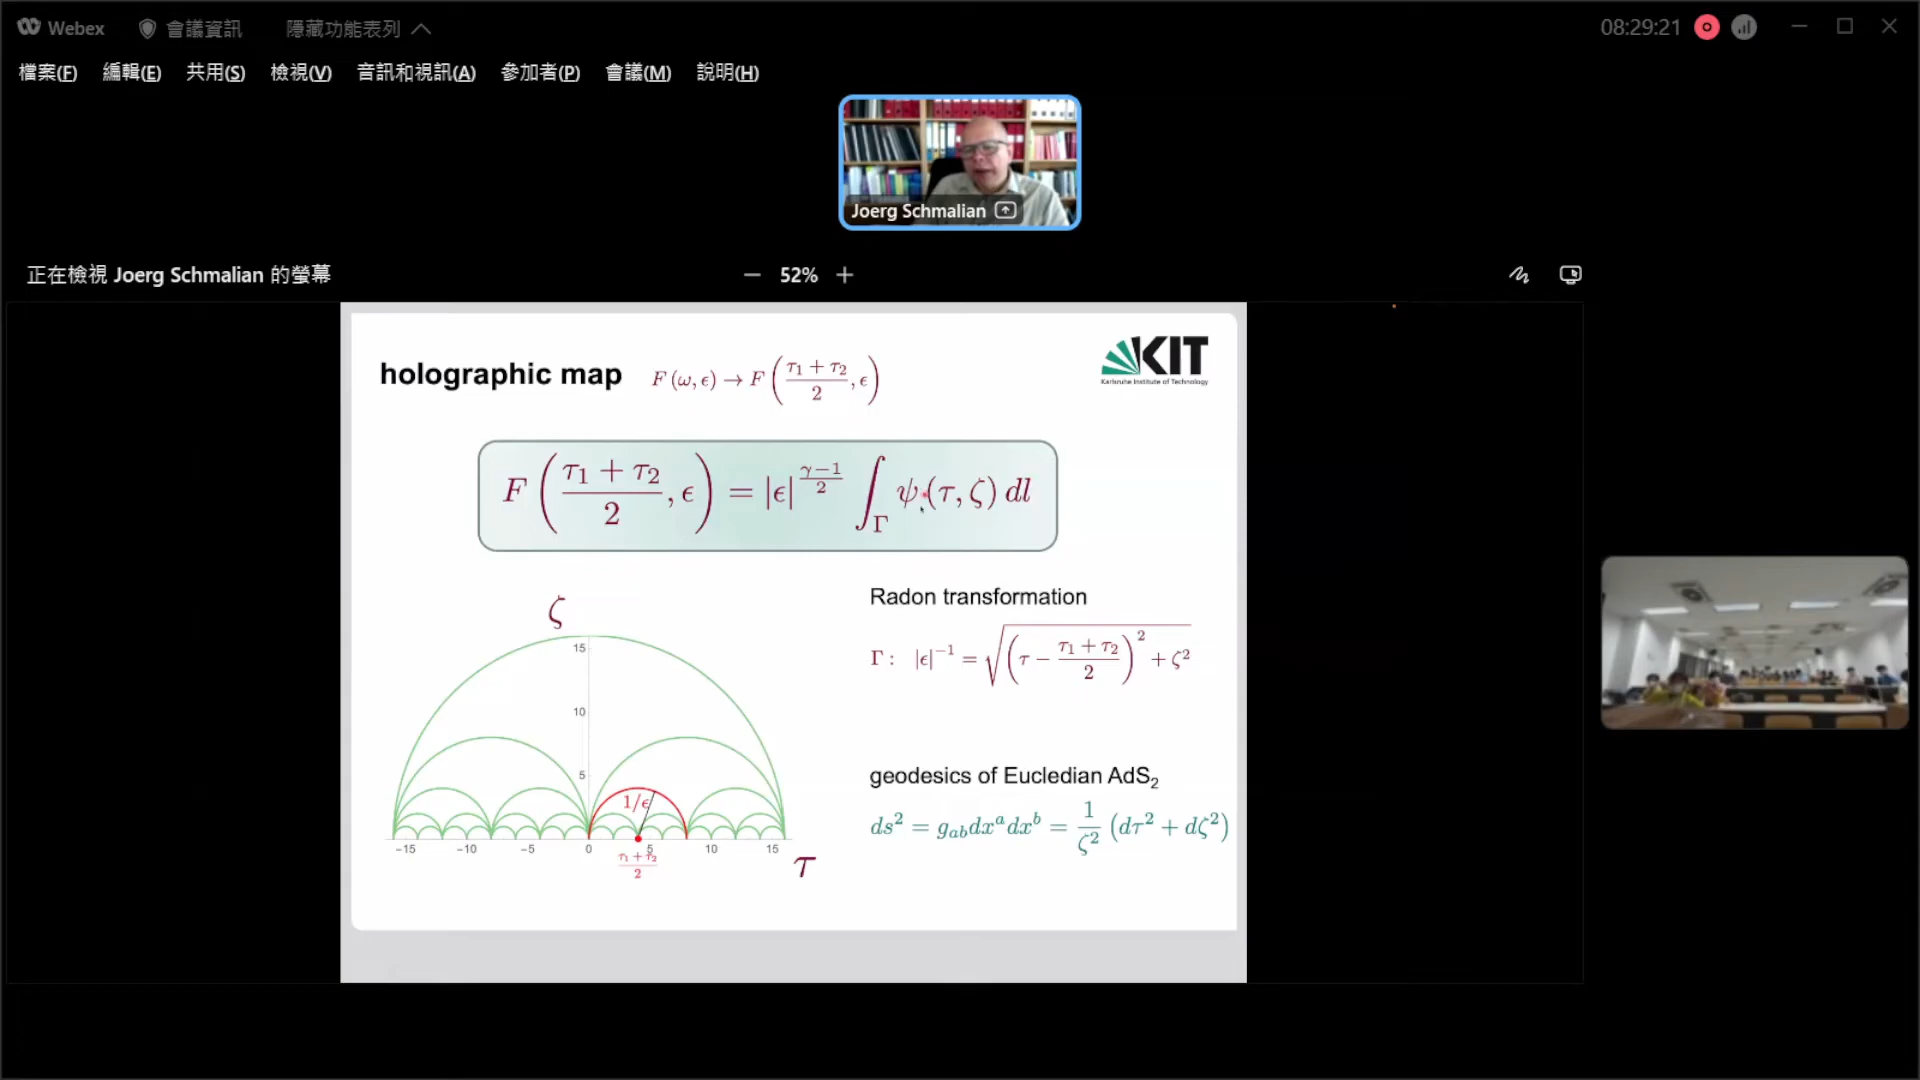 Webex 會議資訊 隱藏功能表列 08:29:21
檔案(F) 編輯(E) 共用(S) 檢視(V) 音訊和視訊(A) 參加者(P) 會議(M) 說明(H)
Joerg Schmalian
正在檢視 Joerg Schmalian 的螢幕 − 52% +
holographic map F(ω, ϵ) → F((τ₁ + τ₂)/2, ϵ)
KIT
Karlsruhe Institute of Technology
F((τ₁ + τ₂)/2, ϵ) = |ϵ|^((γ−1)/2) ∫_Γ ψ(τ, ζ) dl
Radon transformation
Γ : |ϵ|⁻¹ = √((τ − (τ₁ + τ₂)/2)² + ζ²)
geodesics of Eucledian AdS₂
ds² = g_ab dx^a dx^b = 1/ζ² (dτ² + dζ²)
ζ
15
10
5
1/ϵ
−15 −10 −5 0 5 10 15
(τ₁ + τ₂)/2
τ